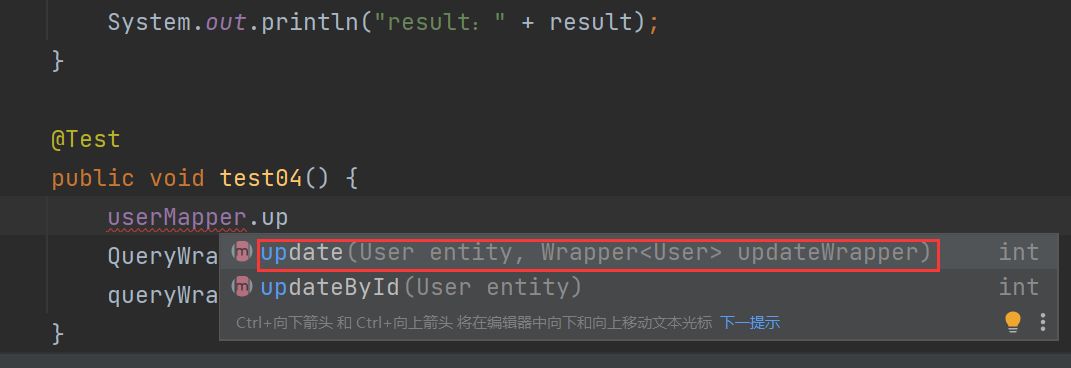 System.out.println("result：" + result);
}
@Test
public void test04() {
userMapper.up
update(User entity, Wrapper<User> updateWrapper) int
QueryWra
updateById(User entity) int
queryWra
Ctrl+向下箭头 和 Ctrl+向上箭头 将在编辑器中向下和向上移动文本光标 下一提示
}